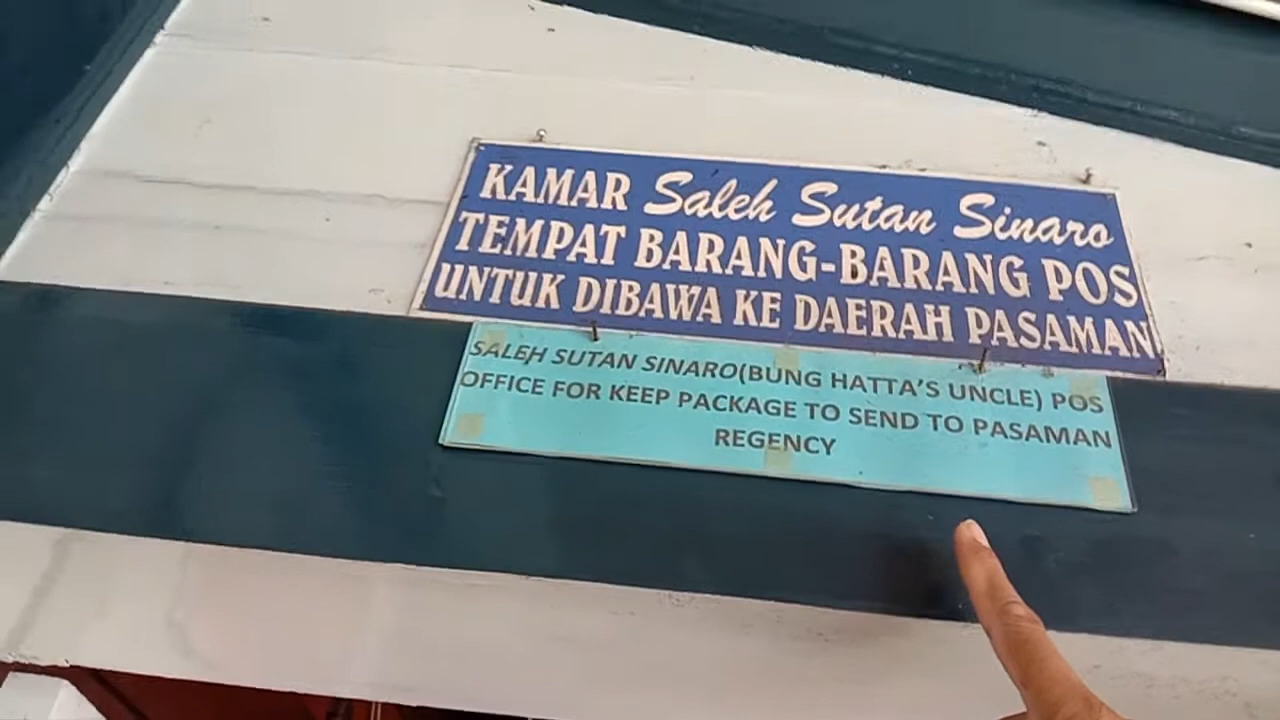 KAMAR Saleh Sutan Sinaro
TEMPAT BARANG-BARANG POS
UNTUK DIBAWA KE DAERAH PASAMAN
SALEH SUTAN SINARO(BUNG HATTA'S UNCLE) POS
OFFICE FOR KEEP PACKAGE TO SEND TO PASAMAN
REGENCY